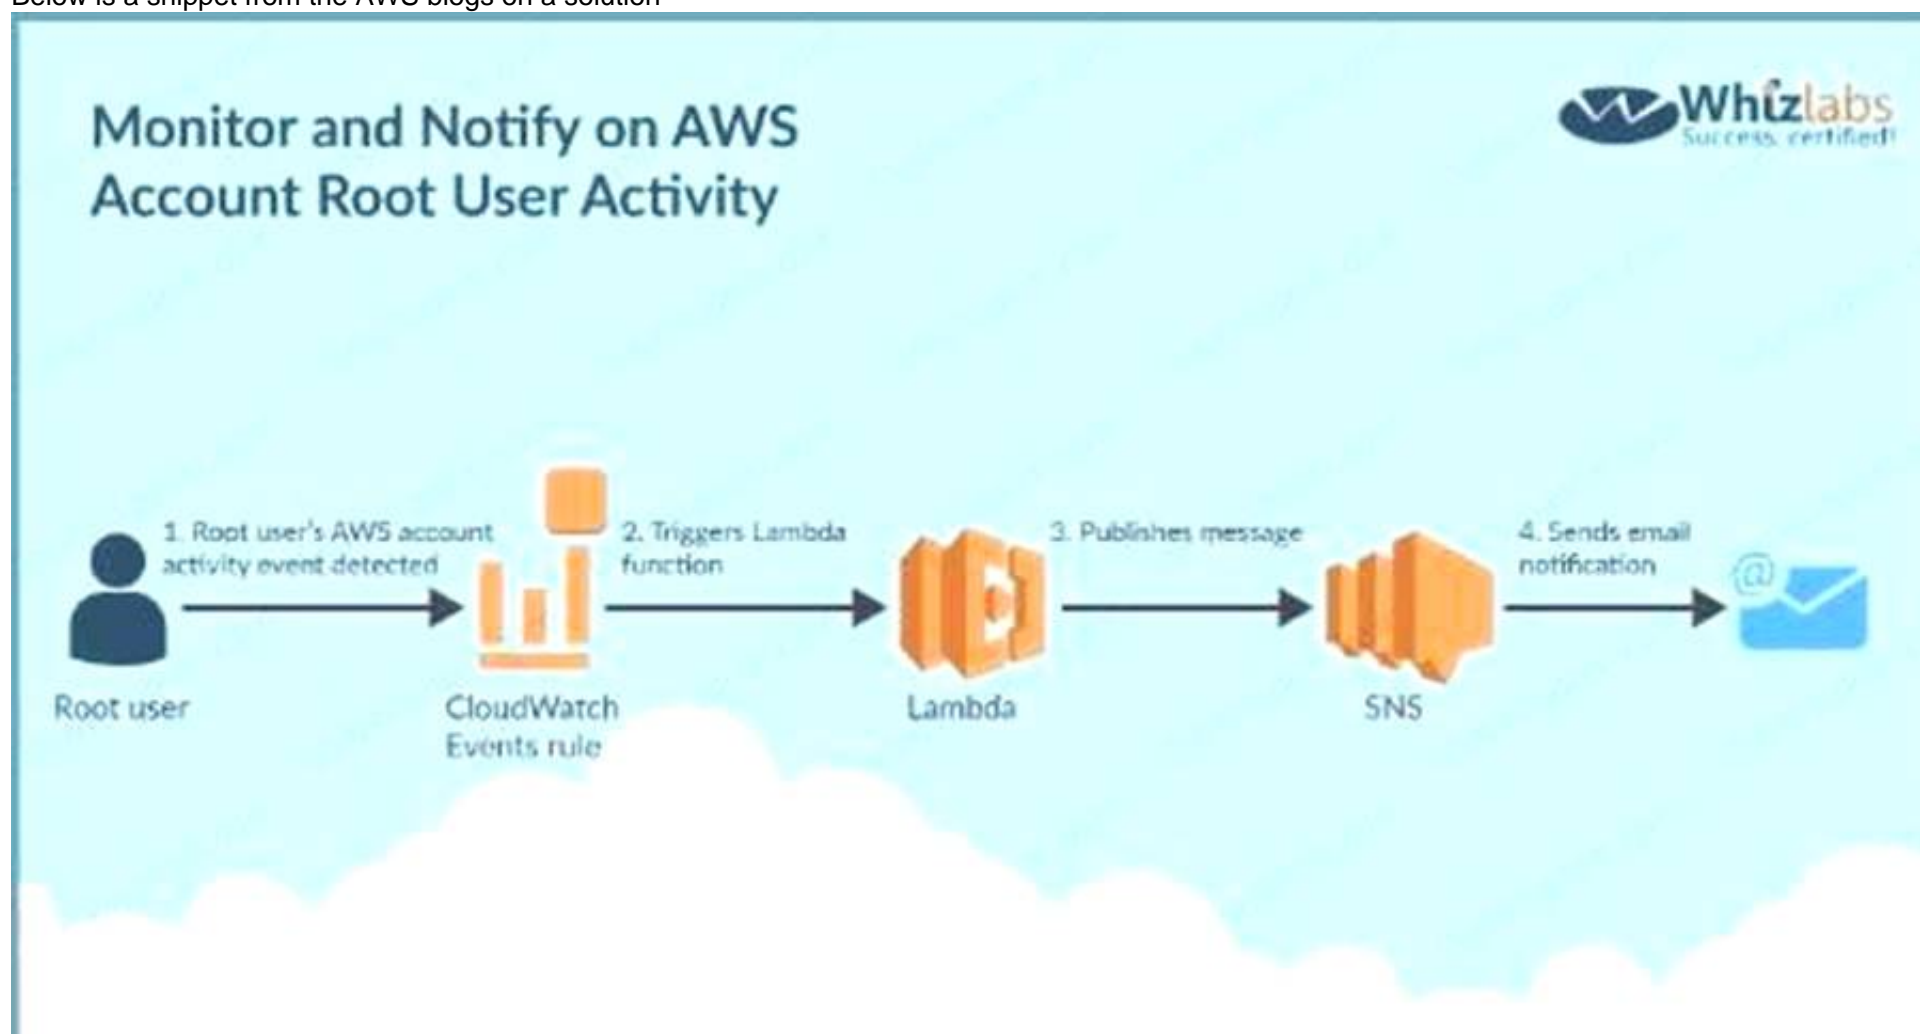 Below is a snippet from the AWS blogs on a solution
Monitor and Notify on AWS
Account Root User Activity
Whizlabs
Success, certified!
1. Root user's AWS account
activity event detected
2. Triggers Lambda
function
3. Publishes message
4. Sends email
notification
@
Root user
CloudWatch
Events rule
Lambda
SNS